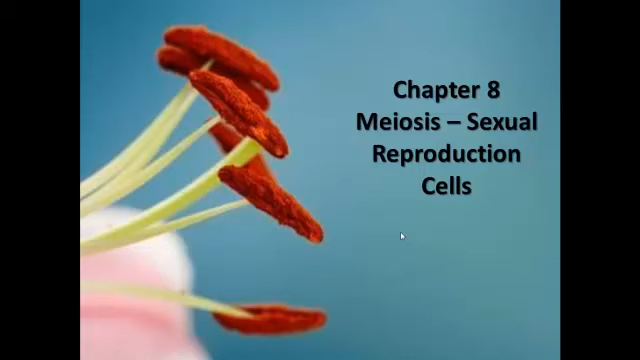 Chapter 8
Meiosis – Sexual
Reproduction
Cells